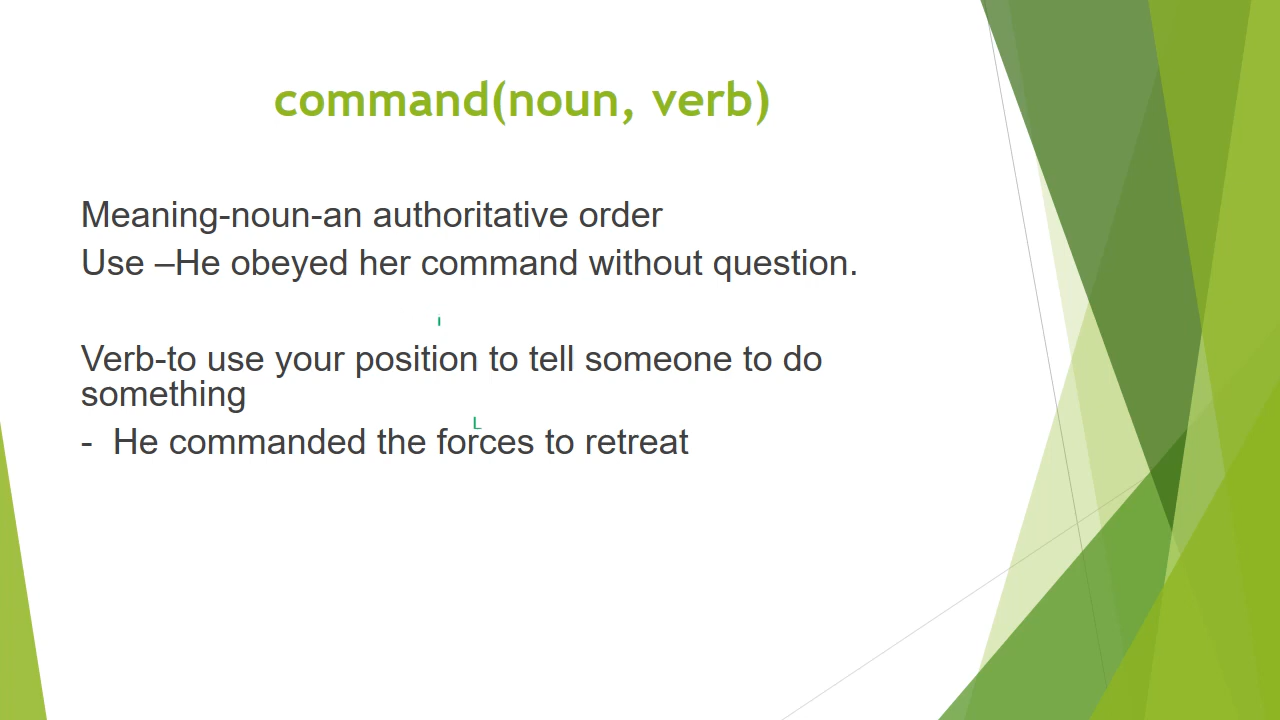 command(noun, verb)
Meaning-noun-an authoritative order
Use –He obeyed her command without question.
Verb-to use your position to tell someone to do
something
- He commanded the forces to retreat